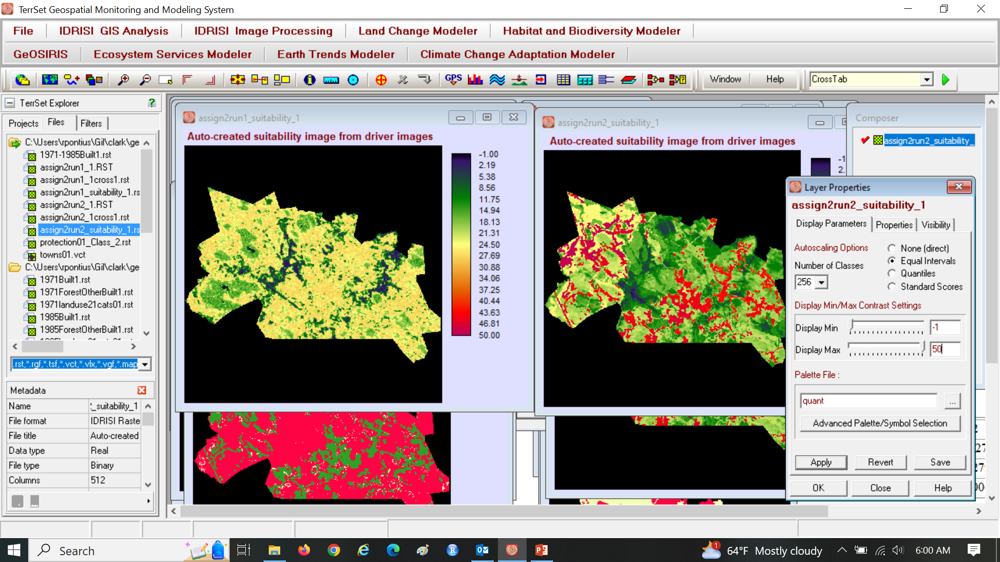 TerrSet Geospatial Monitoring and Modeling System
File IDRISI GIS Analysis IDRISI Image Processing Land Change Modeler Habitat and Biodiversity Modeler
GeOSIRIS Ecosystem Services Modeler Earth Trends Modeler Climate Change Adaptation Modeler
GPS Window Help CrossTab
TerrSet Explorer ?
Projects Files Filters
C:\Users\rpontius\Gil\clark\ge
1971-1985Built1.rst
assign2run1_1.RST
assign2run1_1cross1.rst
assign2run1_suitability_1.rs
assign2run2_1.RST
assign2run2_1cross1.rst
assign2run2_suitability_1.rs
protection01_Class_2.rst
towns01.vct
C:\Users\rpontius\Gil\clark\ge
1971Built1.rst
1971ForestOtherBuilt1.rst
1971landuse21cats01.rst
1985Built1.rst
1985ForestOtherBuilt1.rst
.rst,*.rgf,*.tsf,*.vct,*.vlx,*.vgf,*.map
Metadata
Name _suitability_1
File format IDRISI Raste
File title Auto-created
Data type Real
File type Binary
Columns 512
assign2run1_suitability_1
Auto-created suitability image from driver images
-1.00
2.19
5.38
8.56
11.75
14.94
18.13
21.31
24.50
27.69
30.88
34.06
37.25
40.44
43.63
46.81
50.00
assign2run2_suitability_1
Auto-created suitability image from driver images
-1
2.
Composer
assign2run2_suitability_
Layer Properties
assign2run2_suitability_1
Display Parameters Properties Visibility
Autoscaling Options
None (direct)
Equal Intervals
Quantiles
Standard Scores
Number of Classes
256
Display Min/Max Contrast Settings
Display Min -1
Display Max 50
Palette File :
quant ...
Advanced Palette/Symbol Selection
Apply Revert Save
OK Close Help
Search
1 64°F Mostly cloudy 6:00 AM